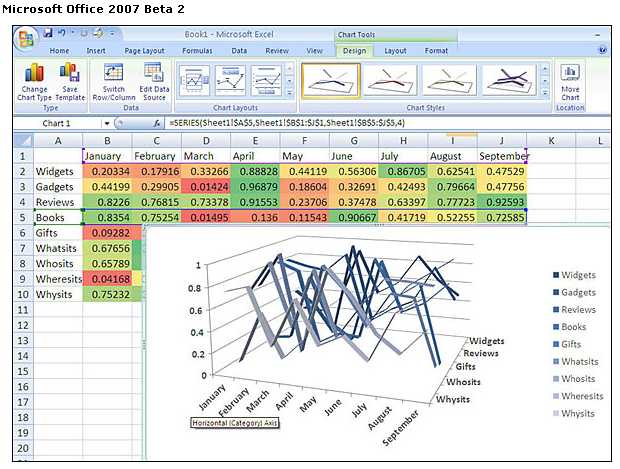 Microsoft Office 2007 Beta 2
Book1 - Microsoft Excel
Chart Tools
Home Insert Page Layout Formulas Data Review View Design Layout Format
Change Chart Type
Save Template
Switch Row/Column
Edit Data Source
Move Chart
Type Data Chart Layouts Chart Styles Location
Chart 1 fx =SERIES(Sheet1!$A$5,Sheet1!$B$1:$J$1,Sheet1!$B$5:$J$5,4)
A B C D E F G H I J K L
1 January February March April May June July August September
2 Widgets 0.20334 0.17916 0.33266 0.88828 0.44119 0.56306 0.86705 0.62541 0.47529
3 Gadgets 0.44199 0.29905 0.01424 0.96879 0.18604 0.32691 0.42493 0.79664 0.47756
4 Reviews 0.8226 0.76815 0.73378 0.91553 0.23706 0.37478 0.63397 0.77723 0.92593
5 Books 0.8354 0.75254 0.01495 0.136 0.11543 0.90667 0.41719 0.52255 0.72585
6 Gifts 0.09282
7 Whatsits 0.67656
8 Whosits 0.65789
9 Wheresits 0.04168
10 Whysits 0.75232
11
12
13
14
15
16
17
18
19
20
1
0.8
0.6
0.4
0.2
0
January
February
March
April
May
June
July
August
September
Widgets
Reviews
Gifts
Whosits
Whysits
Horizontal (Category) Axis
Widgets
Gadgets
Reviews
Books
Gifts
Whatsits
Whosits
Wheresits
Whysits